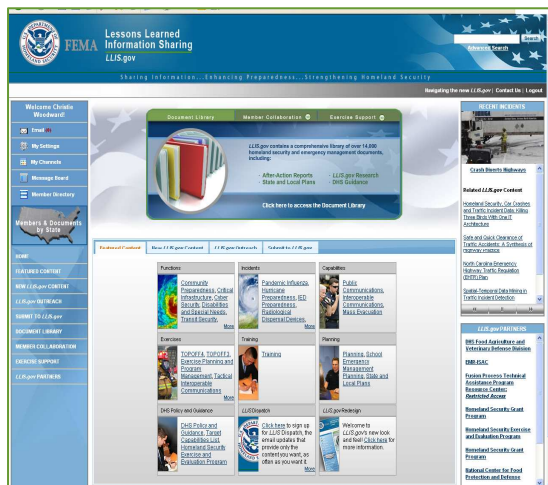 FEMA
Lessons Learned
Information Sharing
LLIS.gov
Search
Advanced Search
Sharing Information...Enhancing Preparedness...Strengthening Homeland Security
Navigating the new LLIS.gov | Contact Us | Logout
Welcome Christie
Woodward!
Email
My Settings
My Channels
Message Board
Member Directory
Members & Documents
by State
HOME
FEATURED CONTENT
NEW LLIS.gov CONTENT
LLIS.gov OUTREACH
SUBMIT TO LLIS.gov
DOCUMENT LIBRARY
MEMBER COLLABORATION
EXERCISE SUPPORT
LLIS.gov PARTNERS
Document Library
Member Collaboration
Exercise Support
LLIS.gov contains a comprehensive library of over 14,000
homeland security and emergency management documents,
including:
- After-Action Reports
- LLIS.gov Research
- State and Local Plans
- DHS Guidance
Click here to access the Document Library
Featured Content
New LLIS.gov Content
LLIS.gov Outreach
Submit to LLIS.gov
Functions
Community
Preparedness, Critical
Infrastructure, Cyber
Security, Disabilities
and Special Needs,
Transit Security,
More
Incidents
Pandemic Influenza,
Hurricane
Preparedness, IED
Preparedness,
Radiological
Dispersal Devices,
More
Capabilities
Public
Communications,
Interoperable
Communications,
Mass Evacuation
Exercises
TOPOFF4, TOPOFF3,
Exercise Planning and
Program
Management, Tactical
Interoperable
Communications
More
Training
Training
Planning
Planning, School
Emergency
Management
Planning, State and
Local Plans
DHS Policy and Guidance
DHS Policy and
Guidance, Target
Capabilities List,
Homeland Security
Exercise and
Evaluation Program
LLIS Dispatch
Click here to sign up
for LLIS Dispatch, the
email updates that
provide only the
content you want, as
often as you want it.
More
LLIS.gov Redesign
Welcome to
LLIS.gov's new look
and feel! Click here for
more information.
RECENT INCIDENTS
Crash Diverts Highways
Related LLIS.gov Content
Homeland Security, Car Crashes
and Traffic Incident Data: Killing
Three Birds With One IT
Architecture
Safe and Quick Clearance of
Traffic Accidents: A Synthesis of
Highway Practice
North Carolina Emergency
Highway Traffic Regulation
(EHTR) Plan
Spatial-Temporal Data Mining in
Traffic Incident Detection
LLIS.gov PARTNERS
DHS Food Agriculture and
Veterinary Defense Division
EMR-ISAC
Fusion Process Technical
Assistance Program
Resource Center:
Restricted Access
Homeland Security Grant
Program
Homeland Security Exercise
and Evaluation Program
Homeland Security Grant
Program
National Center for Food
Protection and Defense